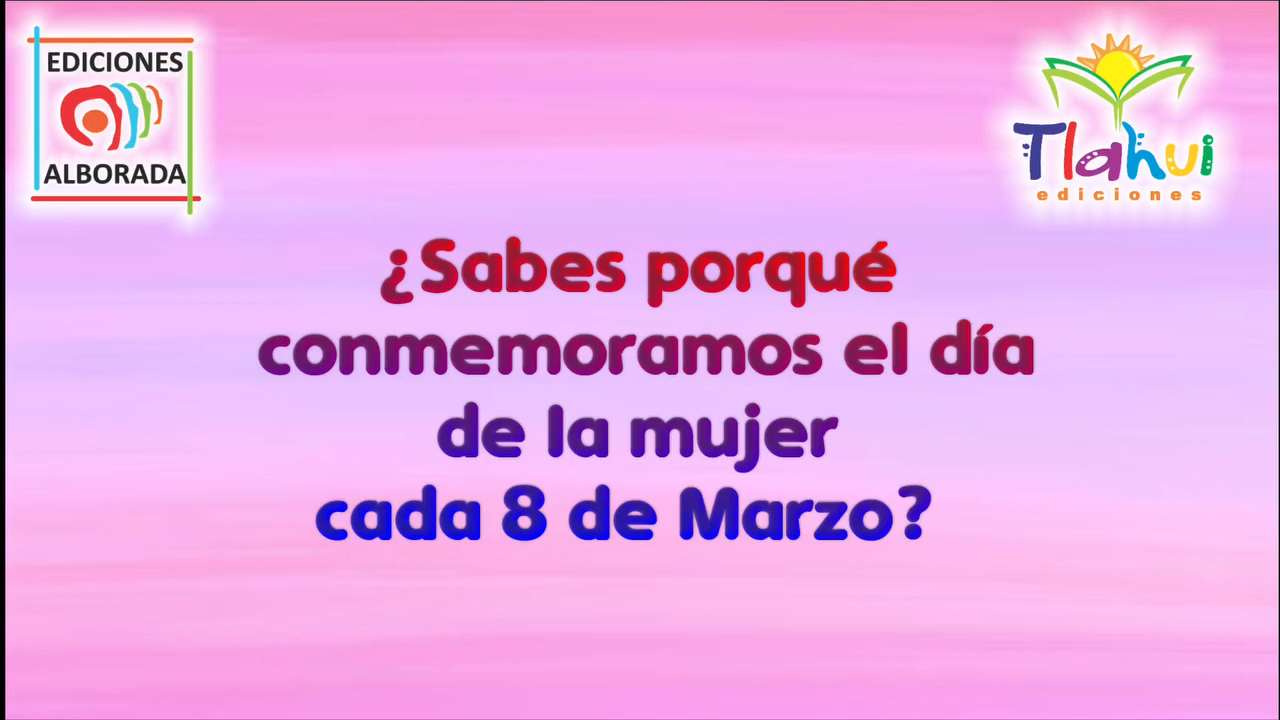 EDICIONES
ALBORADA
Tlahui
ediciones
¿Sabes porqué
conmemoramos el día
de la mujer
cada 8 de Marzo?